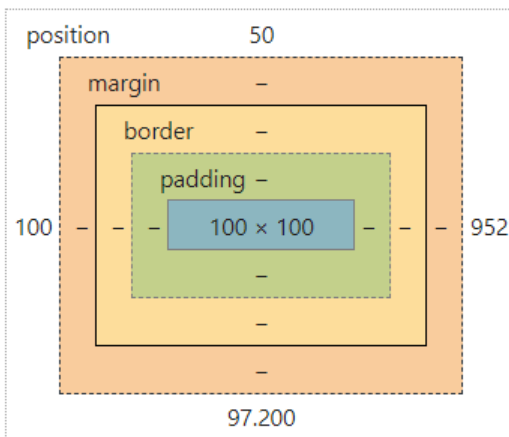 position 50
margin –
border –
padding –
100 – – – 100 × 100 – – – 952
–
–
–
97.200